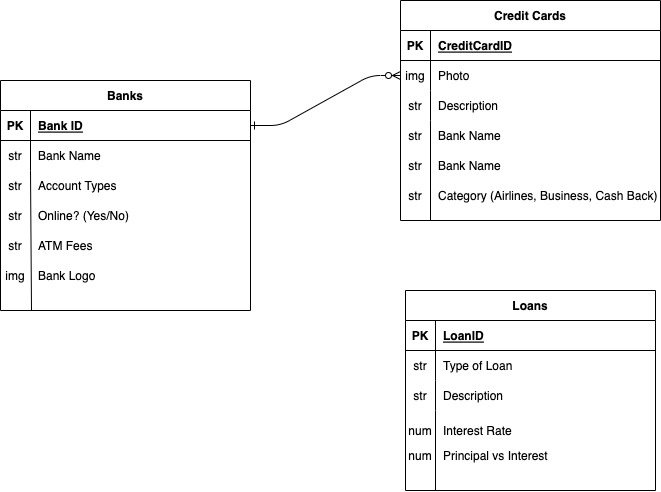 Credit Cards
PK CreditCardID
img Photo
str Description
str Bank Name
str Bank Name
str Category (Airlines, Business, Cash Back)
Banks
PK Bank ID
str Bank Name
str Account Types
str Online? (Yes/No)
str ATM Fees
img Bank Logo
Loans
PK LoanID
str Type of Loan
str Description
num Interest Rate
num Principal vs Interest